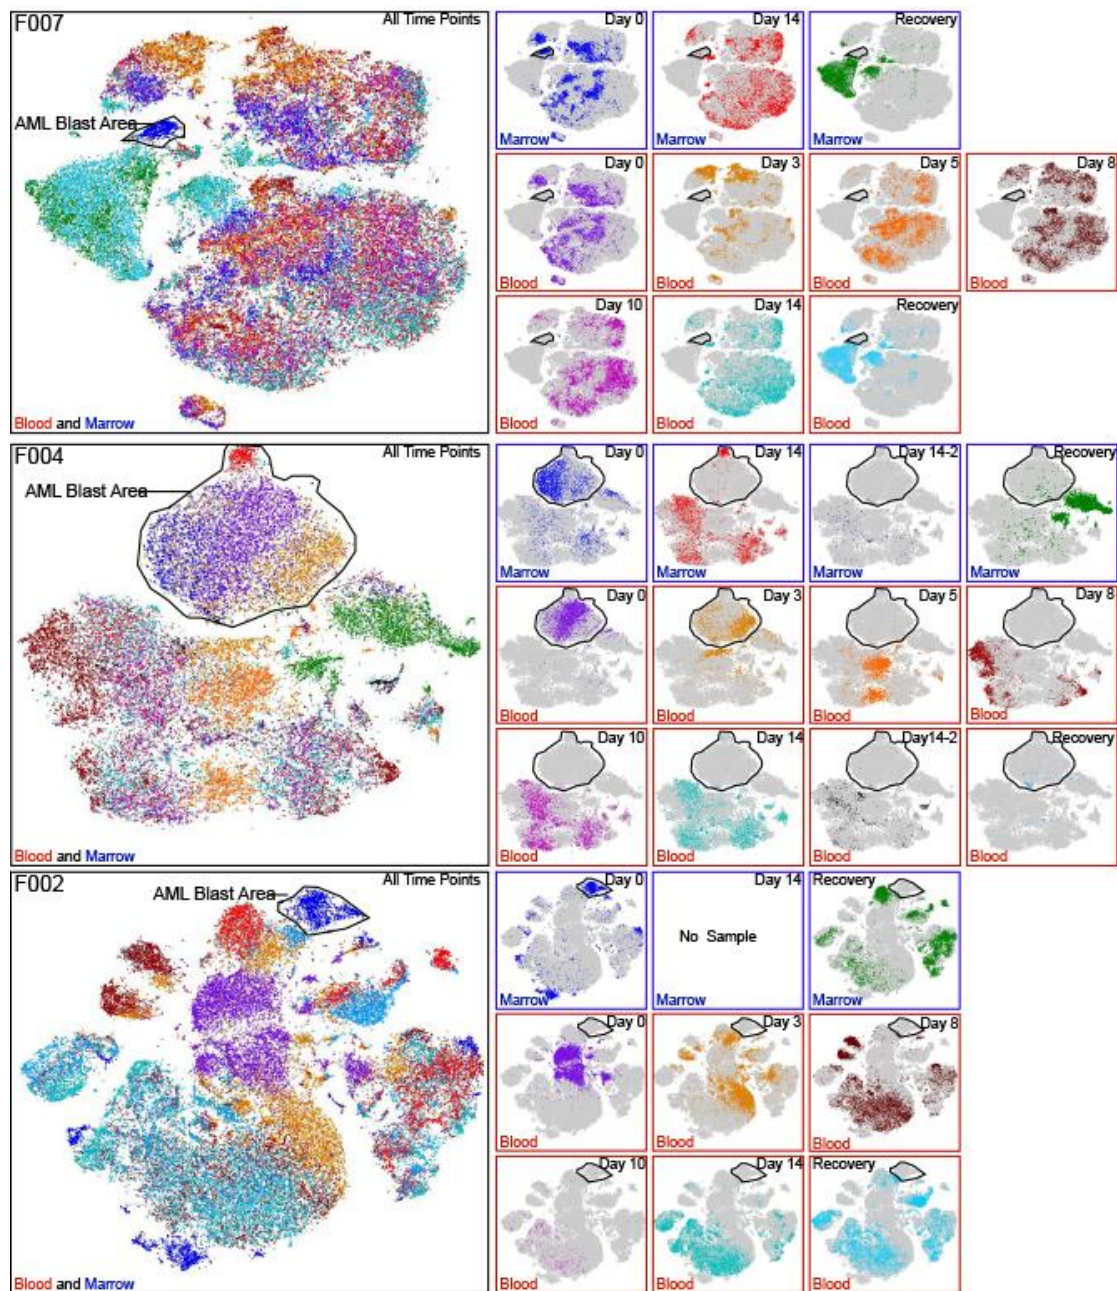 F007
All Time Points
AML Blast Area
Blood and Marrow
Day 0
Marrow
Day 14
Marrow
Recovery
Marrow
Day 0
Blood
Day 3
Blood
Day 5
Blood
Day 8
Blood
Day 10
Blood
Day 14
Blood
Recovery
Blood
F004
All Time Points
AML Blast Area
Blood and Marrow
Day 0
Marrow
Day 14
Marrow
Day 14-2
Marrow
Recovery
Marrow
Day 0
Blood
Day 3
Blood
Day 5
Blood
Day 8
Blood
Day 10
Blood
Day 14
Blood
Day14-2
Blood
Recovery
Blood
F002
All Time Points
AML Blast Area
Blood and Marrow
Day 0
Marrow
Day 14
No Sample
Marrow
Recovery
Marrow
Day 0
Blood
Day 3
Blood
Day 8
Blood
Day 10
Blood
Day 14
Blood
Recovery
Blood